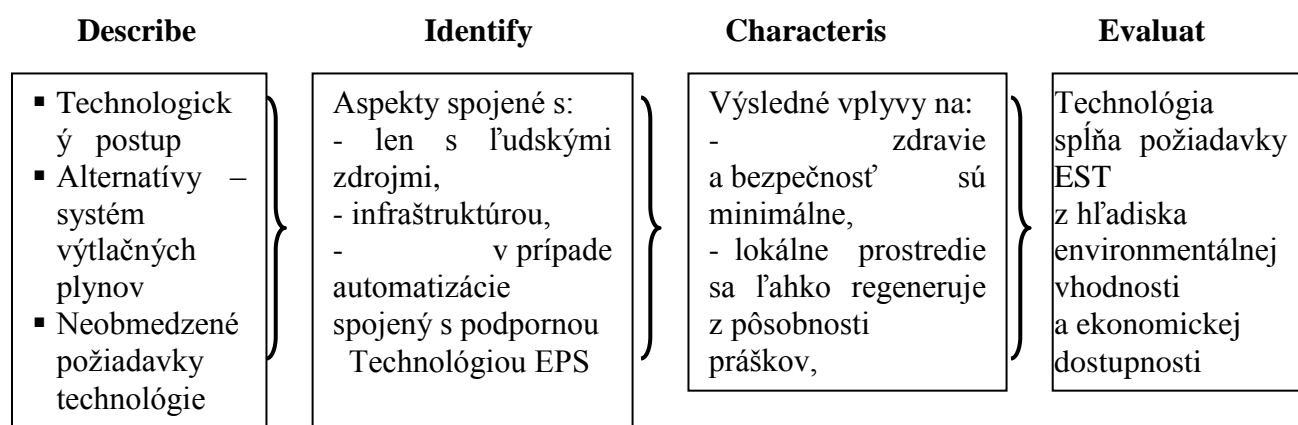 Describe
▪ Technologick
ý postup
▪ Alternatívy –
systém
výtlačných
plynov
▪ Neobmedzené
požiadavky
technológie
Identify
Aspekty spojené s:
- len s ľudskými
zdrojmi,
- infraštruktúrou,
- v prípade
automatizácie
spojený s podpornou
Technológiou EPS
Characteris
Výsledné vplyvy na:
- zdravie
a bezpečnosť sú
minimálne,
- lokálne prostredie
sa ľahko regeneruje
z pôsobnosti
práškov,
Evaluat
Technológia
spĺňa požiadavky
EST
z hľadiska
environmentálnej
vhodnosti
a ekonomickej
dostupnosti